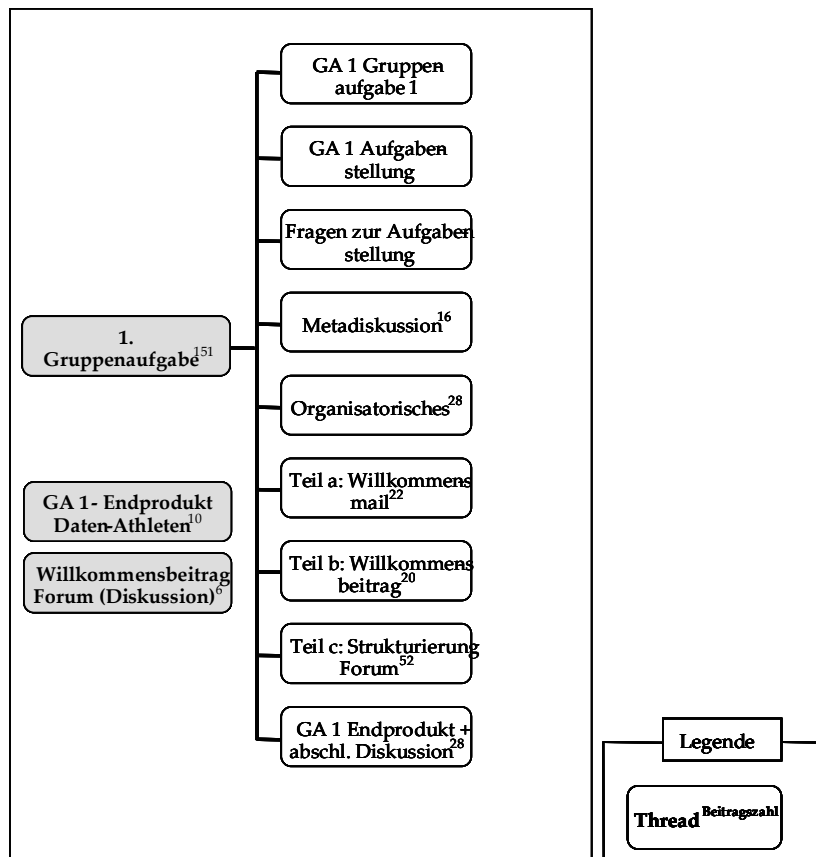 GA 1 Gruppen-
aufgabe 1
GA 1 Aufgaben-
stellung
Fragen zur Aufgaben-
stellung
1.
Gruppenaufgabe151
Metadiskussion16
Organisatorisches28
Teil a: Willkommens-
mail22
GA 1- Endprodukt
Daten-Athleten10
Willkommensbeitrag
Forum (Diskussion)6
Teil b: Willkommens-
beitrag20
Teil c: Strukturierung
Forum52
GA 1 Endprodukt +
abschl. Diskussion28
Legende
Thread Beitragszahl